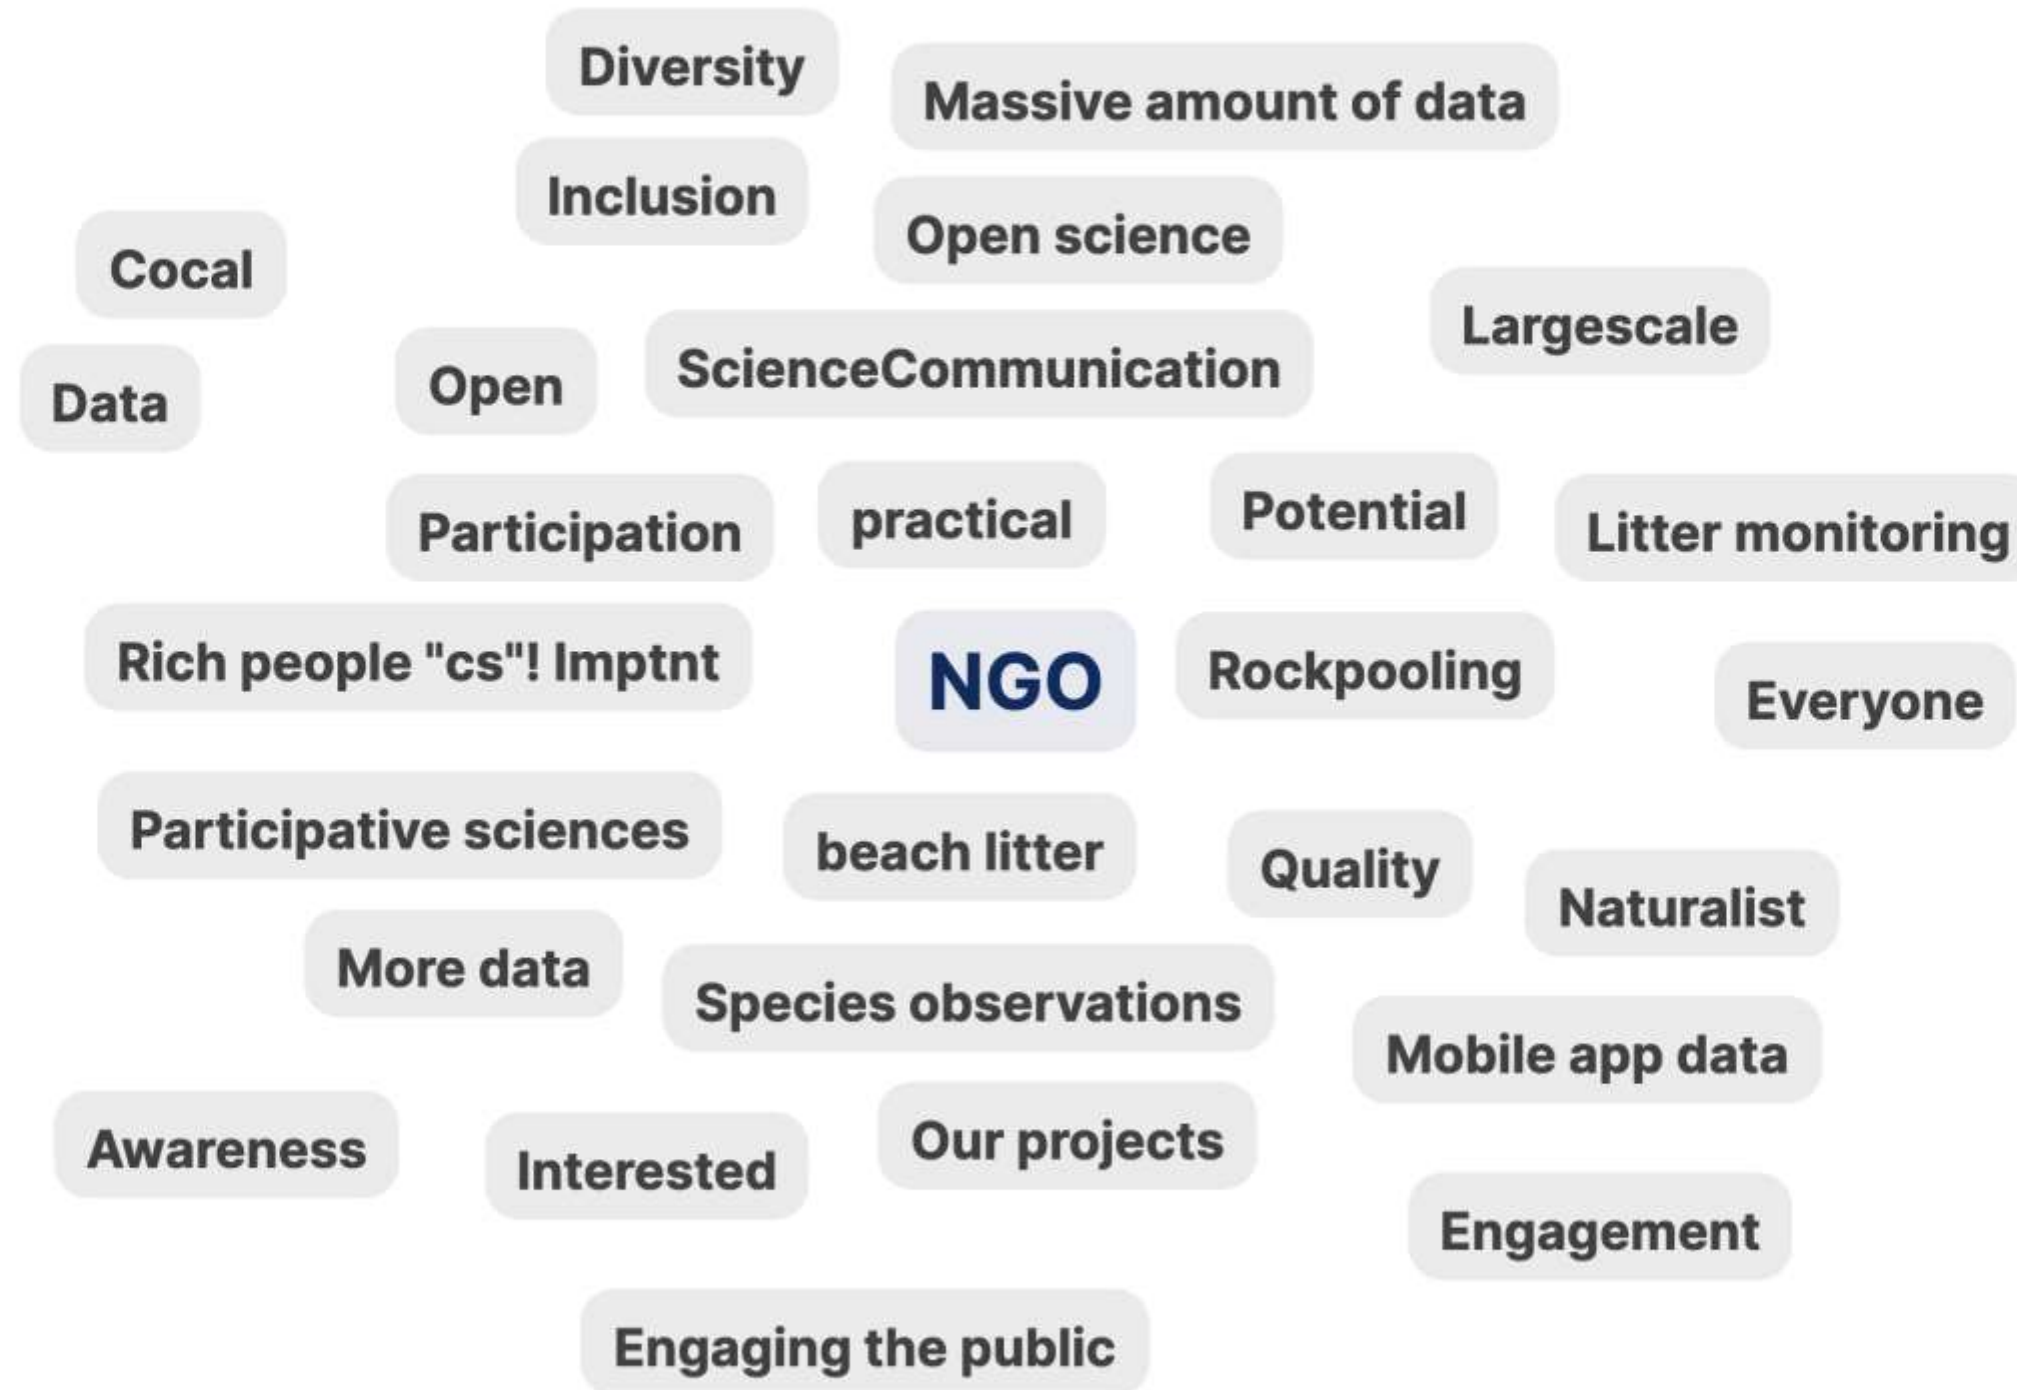 Diversity
Massive amount of data
Inclusion
Open science
Cocal
Largescale
ScienceCommunication
Open
Data
Participation
practical
Potential
Litter monitoring
Rich people "cs"! Imptnt
NGO
Rockpooling
Everyone
Participative sciences
beach litter
Quality
Naturalist
More data
Species observations
Mobile app data
Awareness
Interested
Our projects
Engagement
Engaging the public